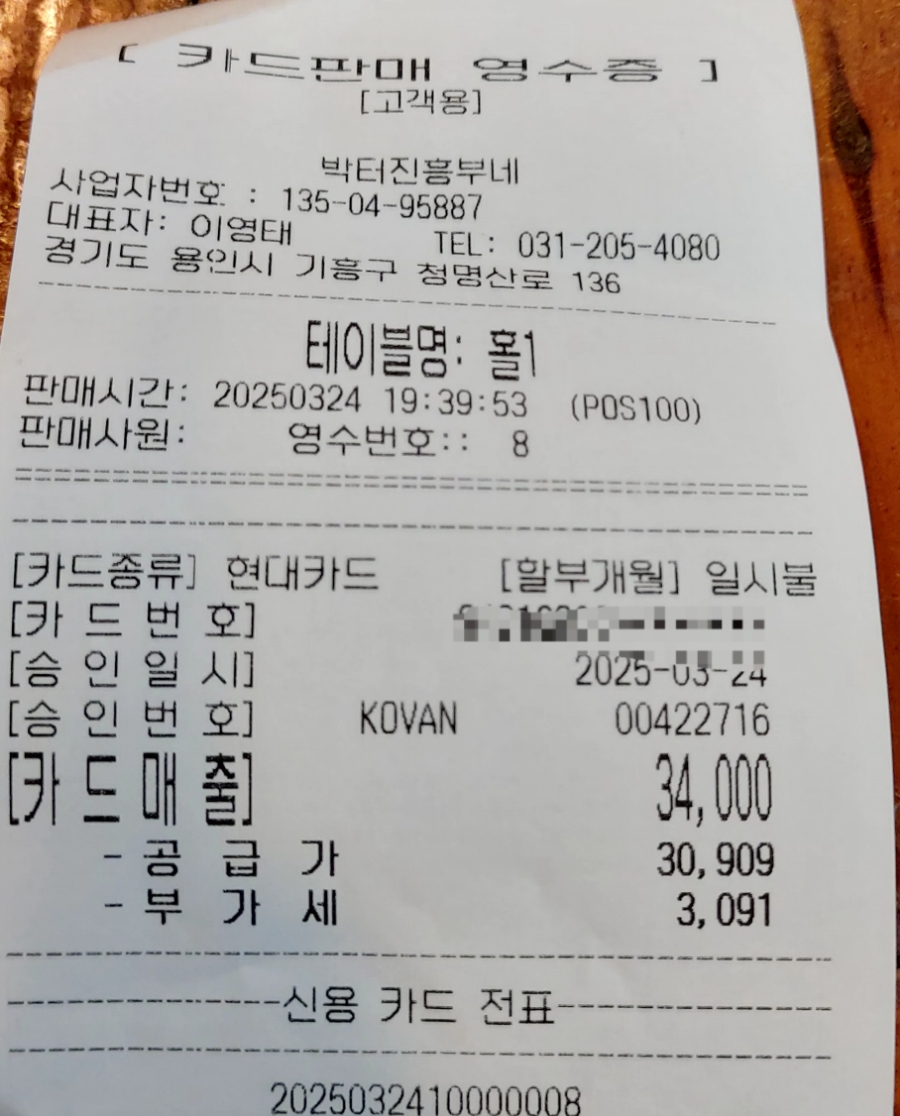 [ 카드판매 영수증 ]
[고객용]
박터진흥부네
사업자번호 : 135-04-95887
대표자: 이영태 TEL: 031-205-4080
경기도 용인시 기흥구 청명산로 136
테이블명: 홀1
판매시간: 20250324 19:39:53 (POS100)
판매사원: 영수번호:: 8
[카드종류] 현대카드 [할부개월] 일시불
[카 드 번 호]
[승 인 일 시] 2025-03-24
[승 인 번 호] KOVAN 00422716
[카 드 매 출] 34,000
- 공 급 가 30,909
- 부 가 세 3,091
신용 카드 전표
2025032410000008